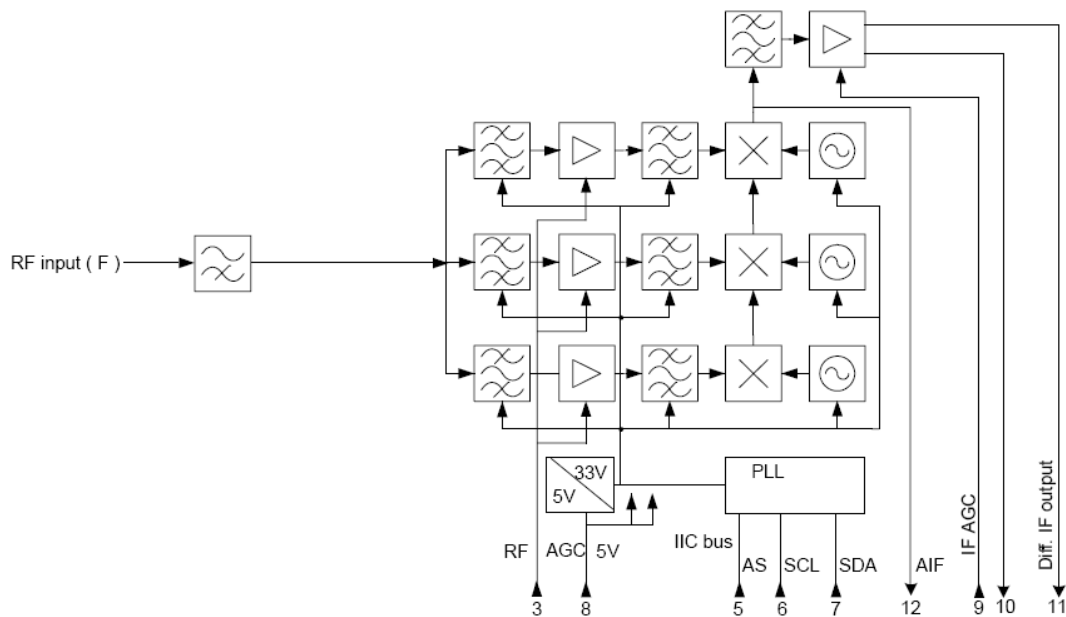 RF input ( F )
33V
5V
PLL
RF
AGC
5V
IIC bus
AS
SCL
SDA
AIF
IF AGC
Diff. IF output
3
8
5
6
7
12
9
10
11